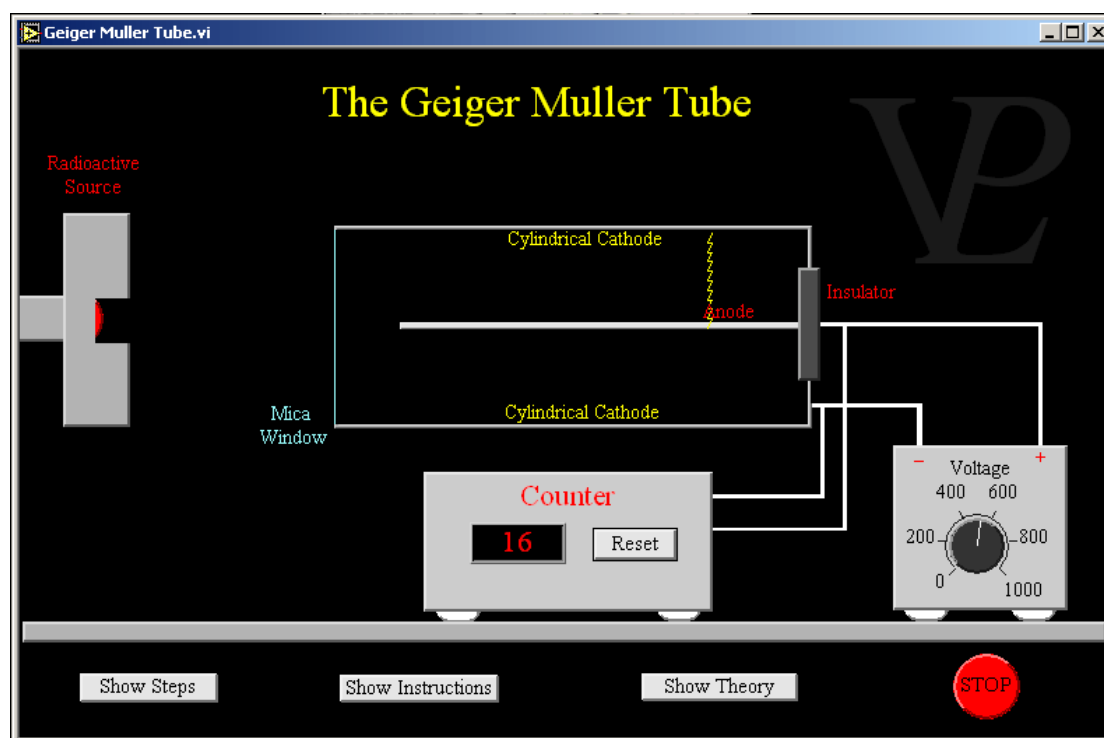 Geiger Muller Tube.vi
The Geiger Muller Tube
VPL
Radioactive
Source
Cylindrical Cathode
Insulator
Anode
Cylindrical Cathode
Mica
Window
Counter
16
Reset
− +
Voltage
400 600
200 800
0 1000
Show Steps
Show Instructions
Show Theory
STOP